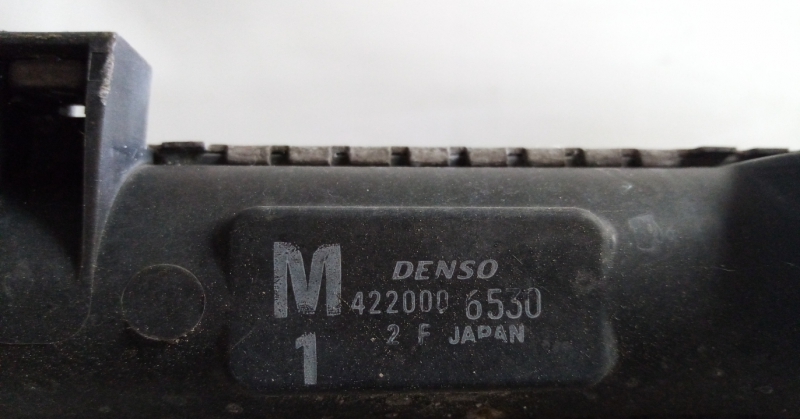 M
DENSO
422000 6530
1
2 F JAPAN